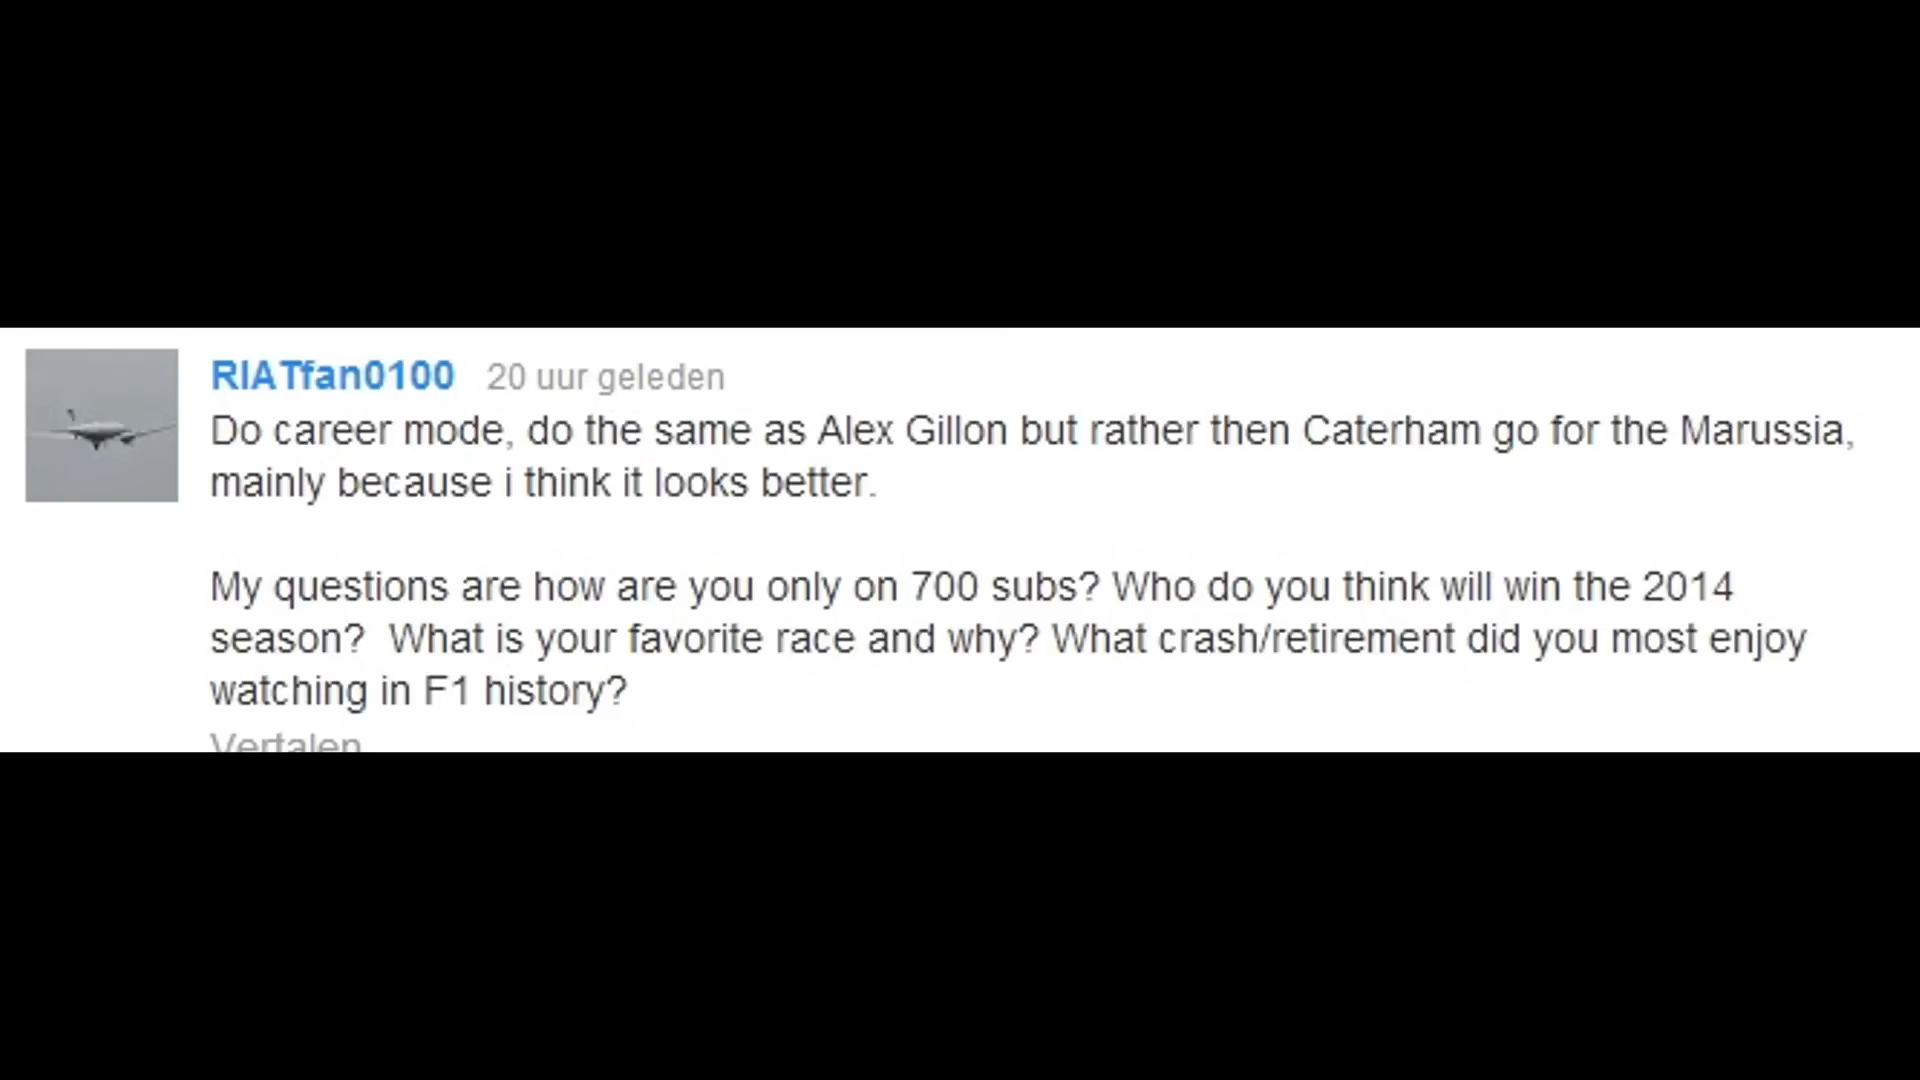 RIATfan0100 20 uur geleden
Do career mode, do the same as Alex Gillon but rather then Caterham go for the Marussia,
mainly because i think it looks better.
My questions are how are you only on 700 subs? Who do you think will win the 2014
season?  What is your favorite race and why? What crash/retirement did you most enjoy
watching in F1 history?
Vertalen